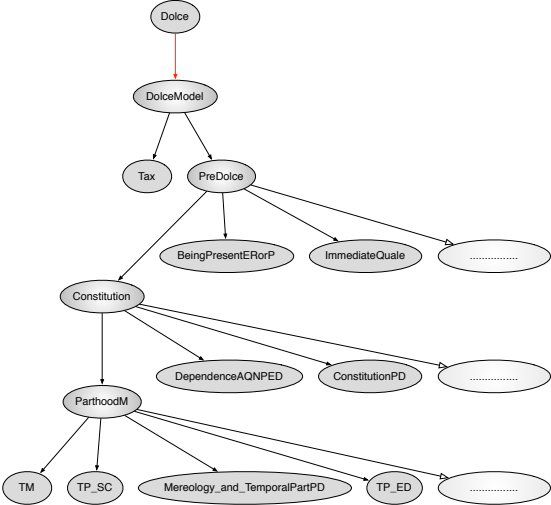 Dolce
DolceModel
Tax
PreDolce
BeingPresentERorP
ImmediateQuale
...............
Constitution
DependenceAQNPED
ConstitutionPD
...............
ParthoodM
TM
TP_SC
Mereology_and_TemporalPartPD
TP_ED
...............